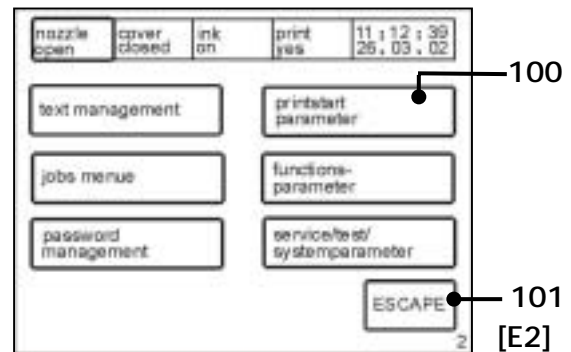 nozzle open
cover closed
ink on
print yes
11:12:39
26.03.02
100
text management
printstart
parameter
jobs menue
functions-
parameter
password
management
service/test/
systemparameter
ESCAPE
101
2
[E2]